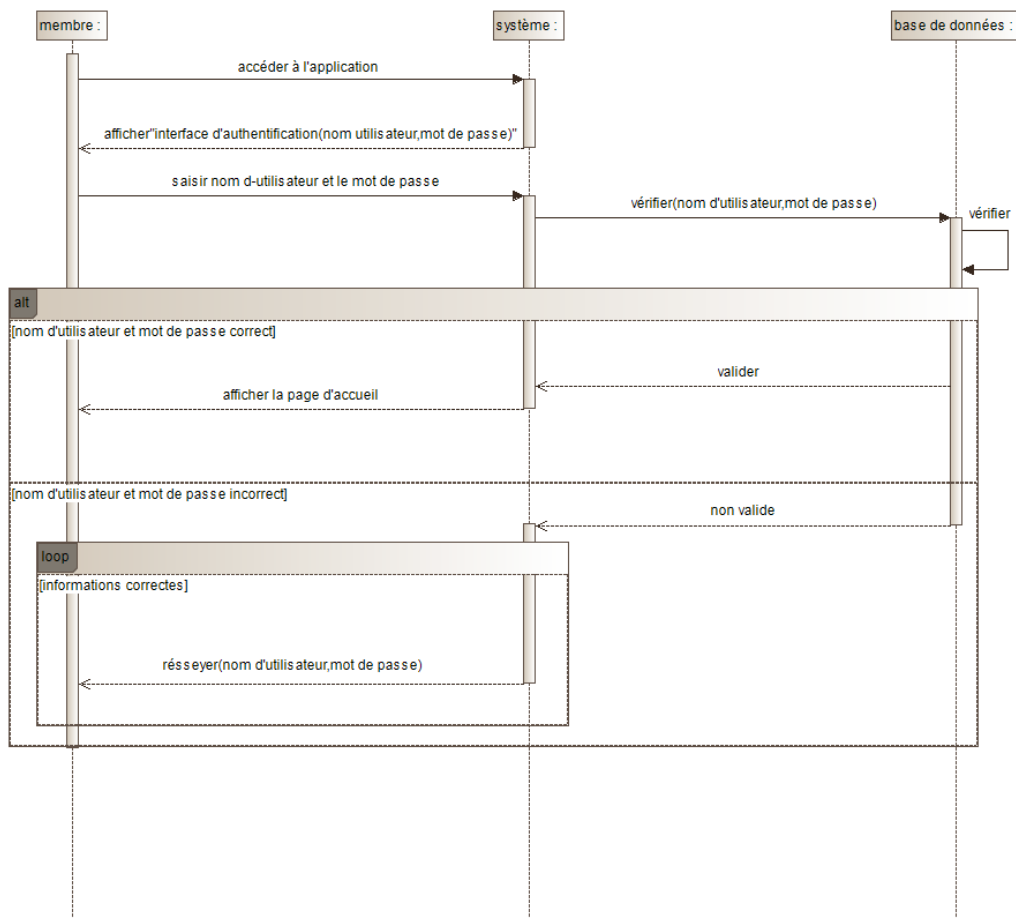 membre :
système :
base de données :
accéder à l'application
afficher"interface d'authentification(nom utilisateur,mot de passe)"
saisir nom d-utilisateur et le mot de passe
vérifier(nom d'utilisateur,mot de passe)
vérifier
alt
[nom d'utilisateur et mot de passe correct]
valider
afficher la page d'accueil
[nom d'utilisateur et mot de passe incorrect]
non valide
loop
[informations correctes]
résseyer(nom d'utilisateur,mot de passe)